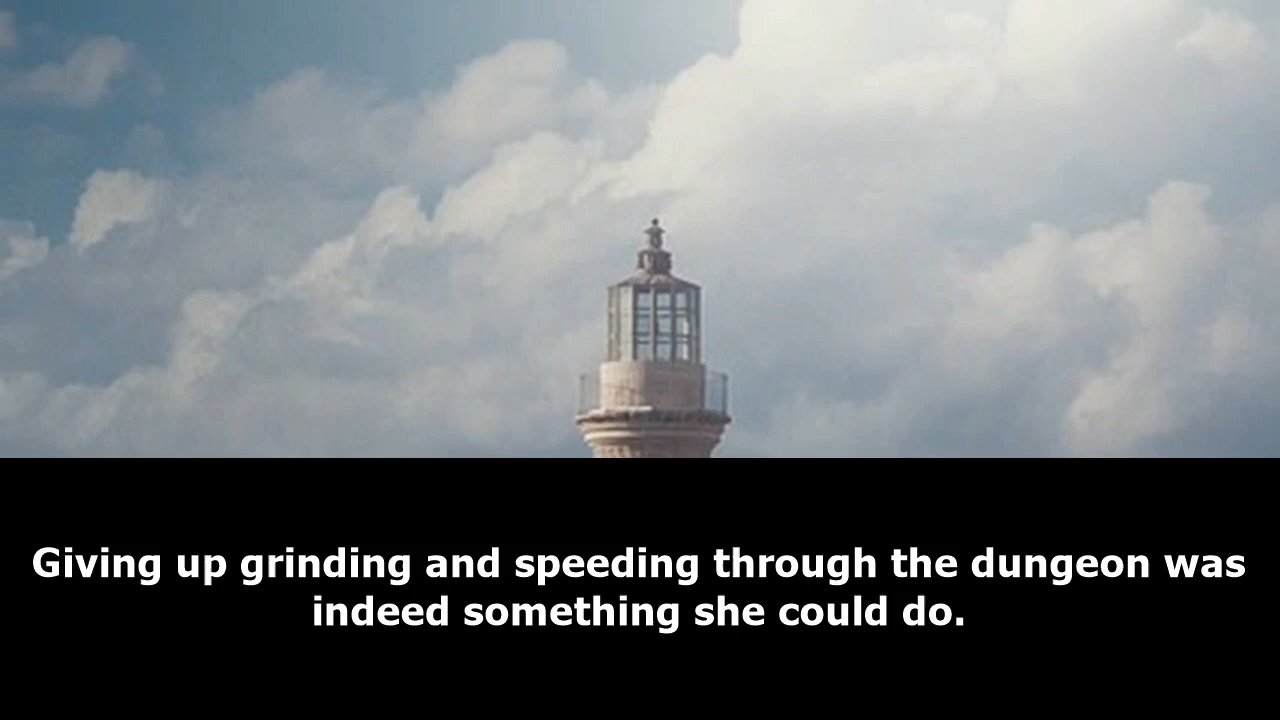 Giving up grinding and speeding through the dungeon was
indeed something she could do.